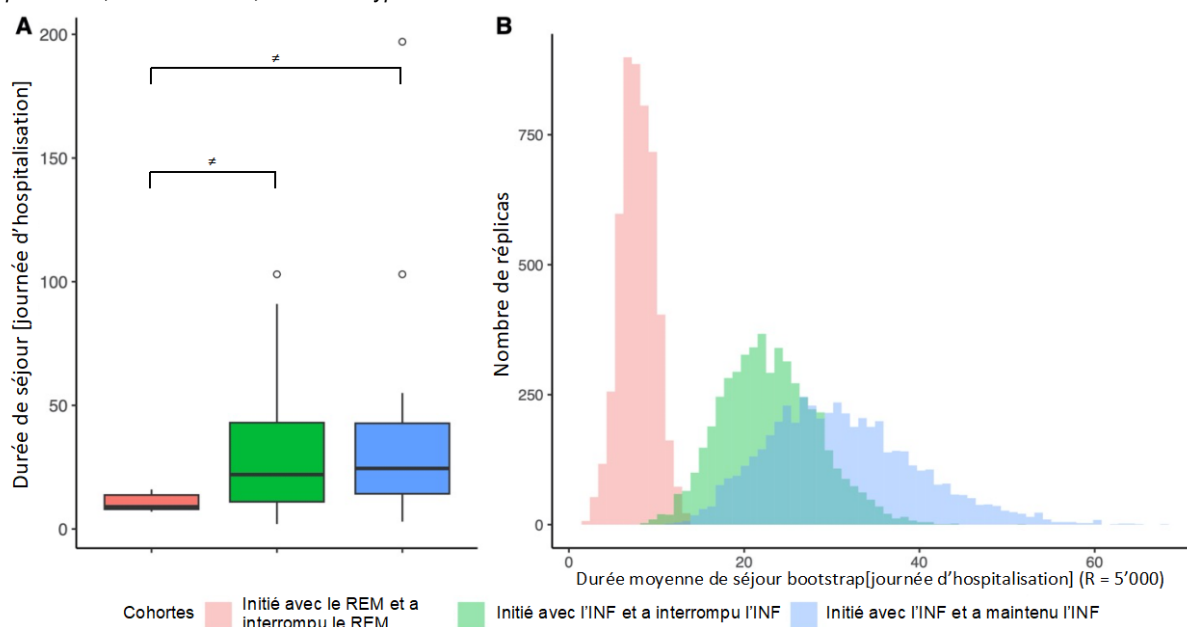 A
B
Durée de séjour [journée d'hospitalisation]
200
150
100
50
0
≠
≠
Nombre de réplicas
750
500
250
0
0 20 40 60
Durée moyenne de séjour bootstrap[journée d'hospitalisation] (R = 5'000)
Cohortes
Initié avec le REM et a
interrompu le REM
Initié avec l'INF et a interrompu l'INF
Initié avec l'INF et a maintenu l'INF